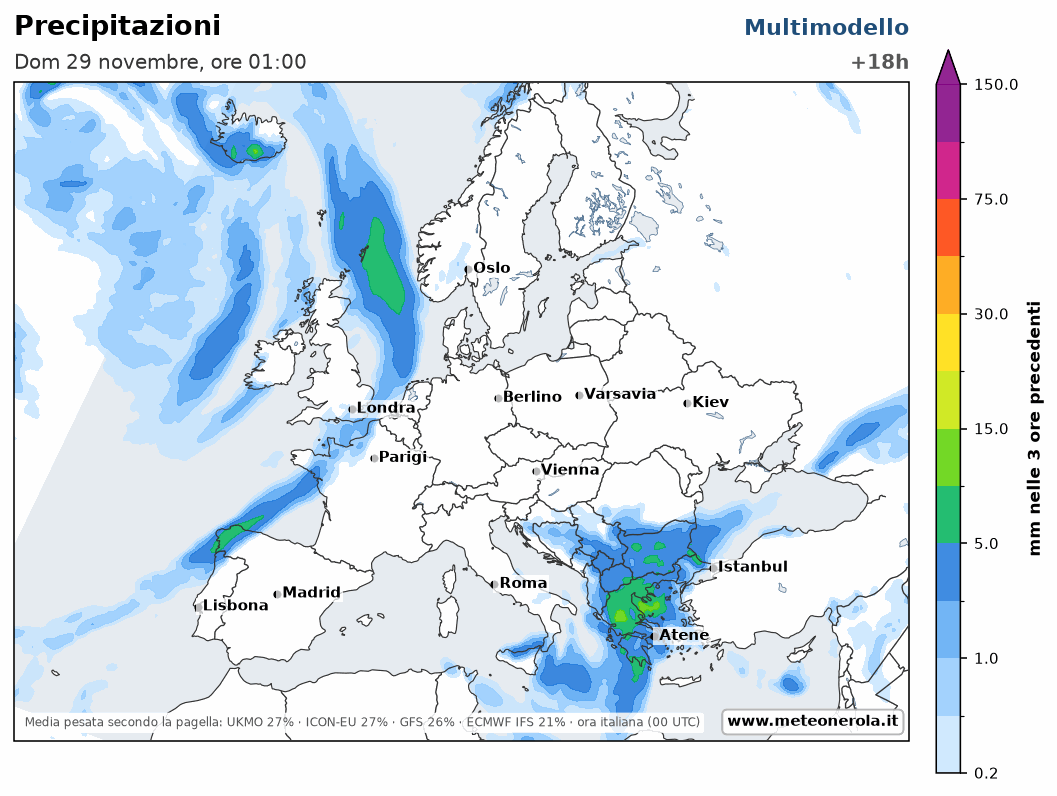 Precipitazioni
Multimodello
Dom 29 novembre, ore 01:00
+18h
150.0
75.0
30.0
15.0
5.0
1.0
0.2
mm nelle 3 ore precedenti
Oslo
Berlino
Varsavia
Kiev
Londra
Parigi
Vienna
Istanbul
Roma
Madrid
Lisbona
Atene
Media pesata secondo la pagella: UKMO 27% · ICON-EU 27% · GFS 26% · ECMWF IFS 21% · ora italiana (00 UTC)
www.meteonerola.it